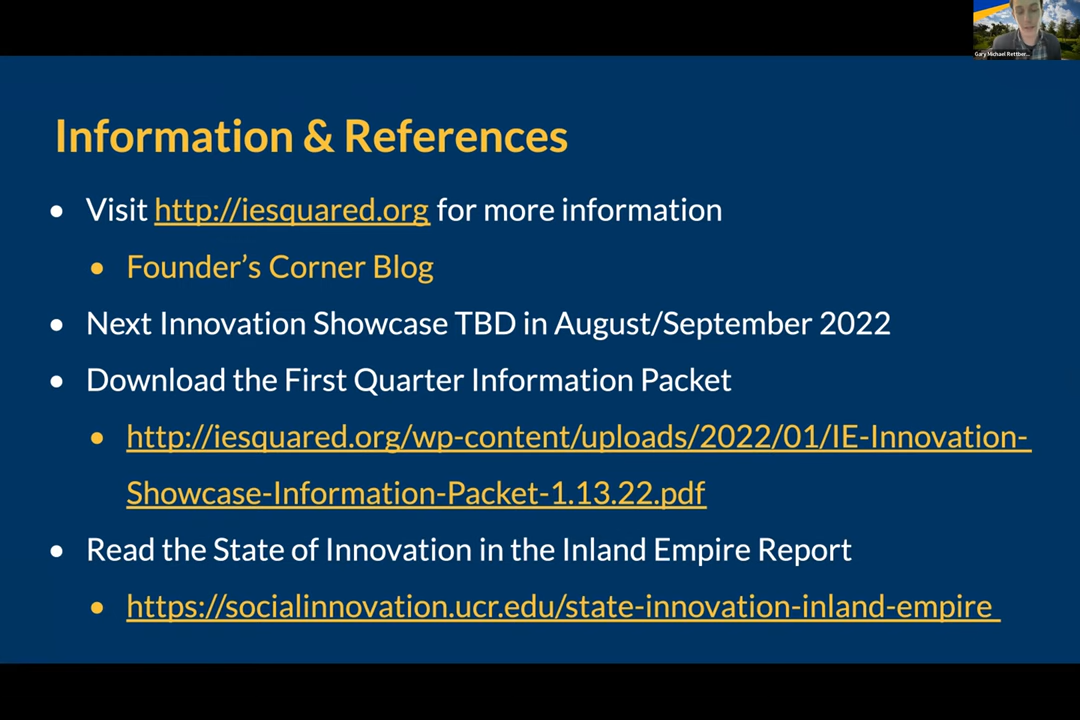 Gary Michael Rettber...
Information & References
• Visit http://iesquared.org for more information
• Founder's Corner Blog
• Next Innovation Showcase TBD in August/September 2022
• Download the First Quarter Information Packet
• http://iesquared.org/wp-content/uploads/2022/01/IE-Innovation-
Showcase-Information-Packet-1.13.22.pdf
• Read the State of Innovation in the Inland Empire Report
• https://socialinnovation.ucr.edu/state-innovation-inland-empire